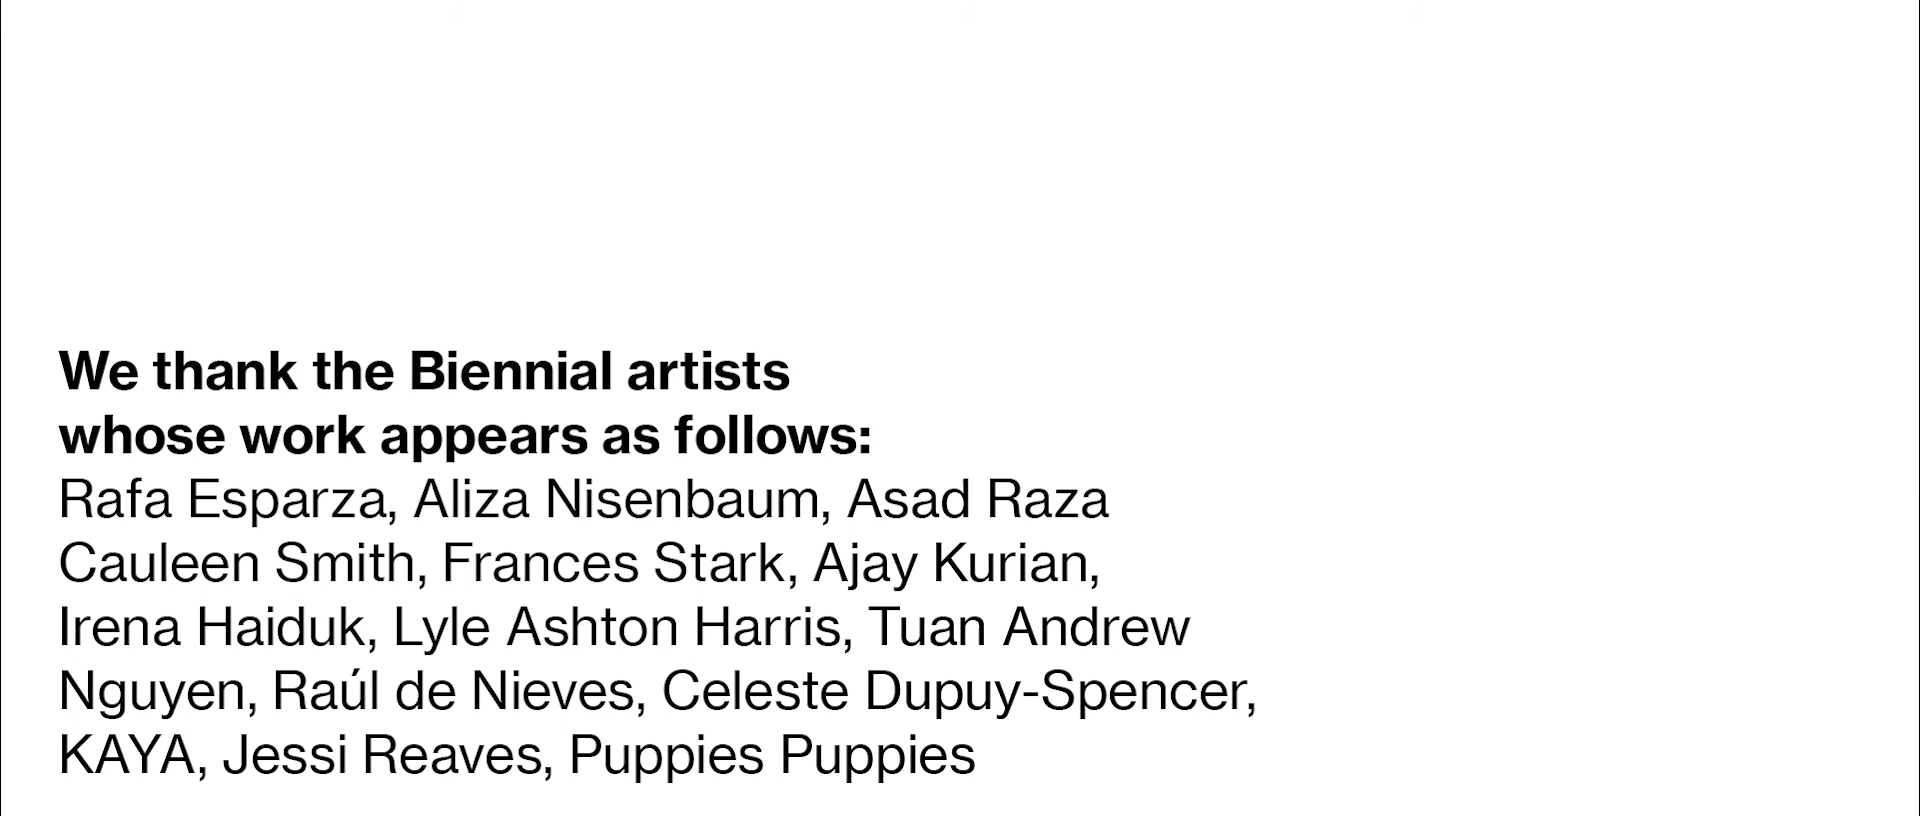 We thank the Biennial artists
whose work appears as follows:
Rafa Esparza, Aliza Nisenbaum, Asad Raza
Cauleen Smith, Frances Stark, Ajay Kurian,
Irena Haiduk, Lyle Ashton Harris, Tuan Andrew
Nguyen, Raúl de Nieves, Celeste Dupuy-Spencer,
KAYA, Jessi Reaves, Puppies Puppies